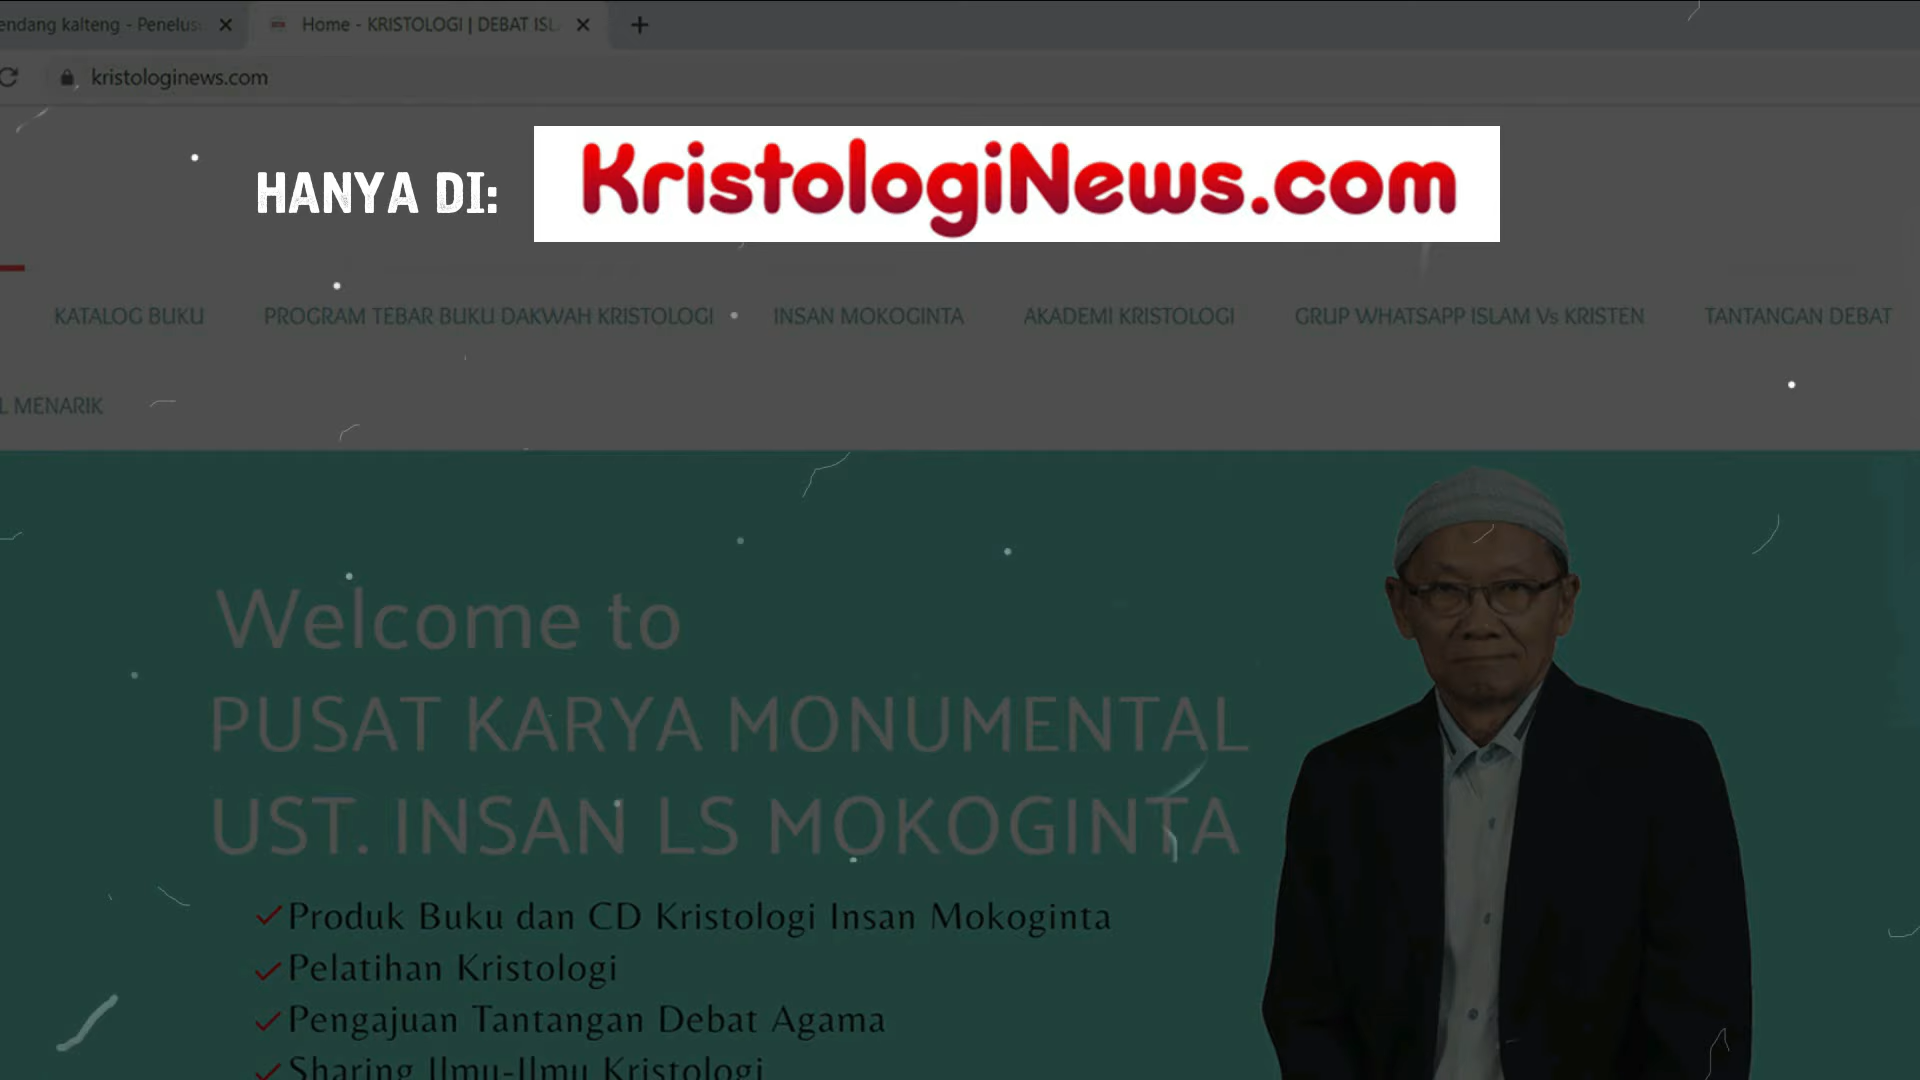 endang kalteng - Penelus
Home - KRISTOLOGI | DEBAT ISL
kristologinews.com
HANYA DI: KristologiNews.com
KATALOG BUKU PROGRAM TEBAR BUKU DAKWAH KRISTOLOGI INSAN MOKOGINTA AKADEMI KRISTOLOGI GRUP WHATSAPP ISLAM Vs KRISTEN TANTANGAN DEBAT
L MENARIK
Welcome to
PUSAT KARYA MONUMENTAL
UST. INSAN LS MOKOGINTA
Produk Buku dan CD Kristologi Insan Mokoginta
Pelatihan Kristologi
Pengajuan Tantangan Debat Agama
Sharing Ilmu-Ilmu Kristologi